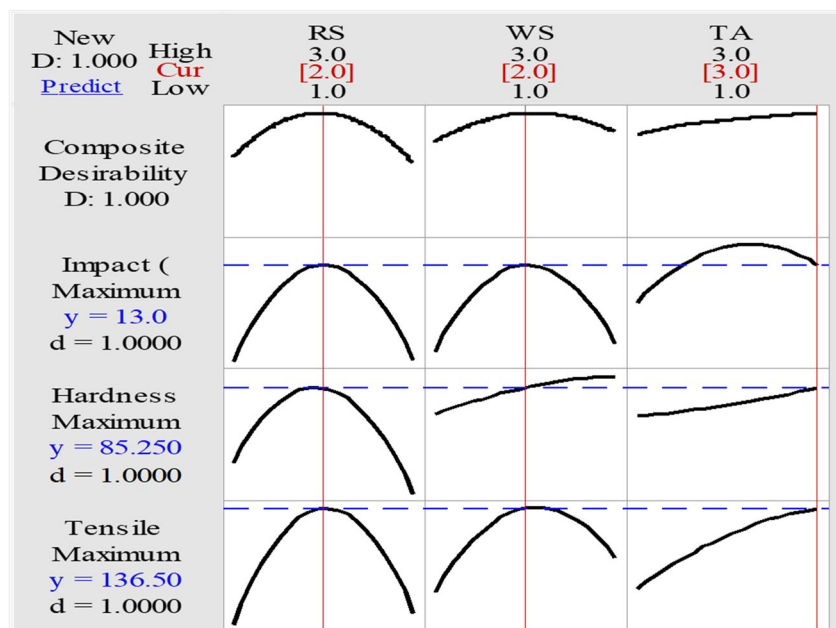 New
D: 1.000
Predict
High
Cur
Low
RS
3.0
[2.0]
1.0
WS
3.0
[2.0]
1.0
TA
3.0
[3.0]
1.0
Composite
Desirability
D: 1.000
Impact (
Maximum
y = 13.0
d = 1.0000
Hardness
Maximum
y = 85.250
d = 1.0000
Tensile
Maximum
y = 136.50
d = 1.0000